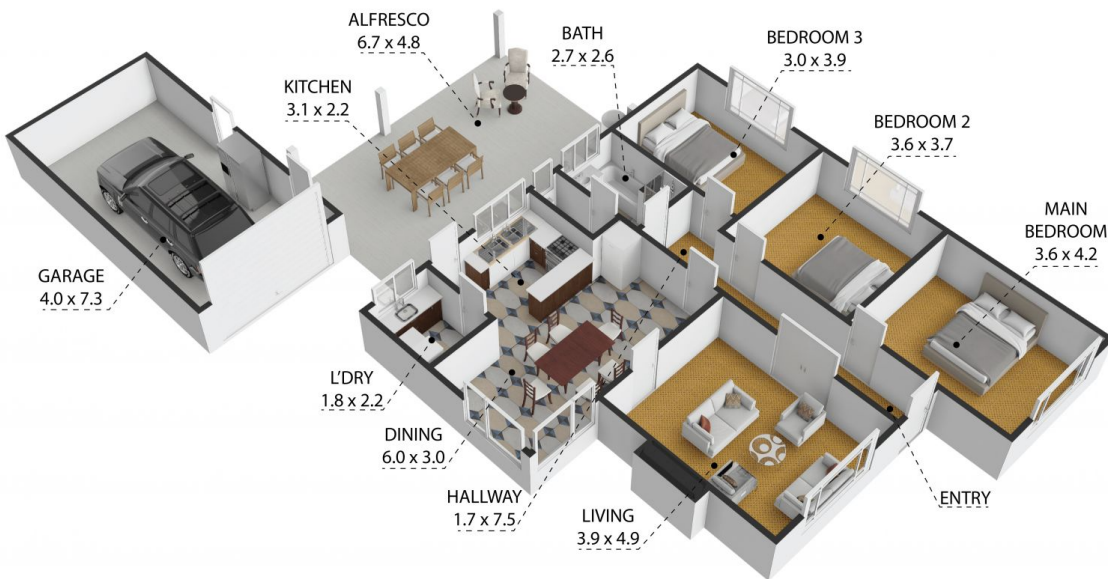 ALFRESCO
6.7 x 4.8
BATH
2.7 x 2.6
BEDROOM 3
3.0 x 3.9
KITCHEN
3.1 x 2.2
BEDROOM 2
3.6 x 3.7
MAIN
BEDROOM
3.6 x 4.2
GARAGE
4.0 x 7.3
L'DRY
1.8 x 2.2
DINING
6.0 x 3.0
HALLWAY
1.7 x 7.5
LIVING
3.9 x 4.9
ENTRY